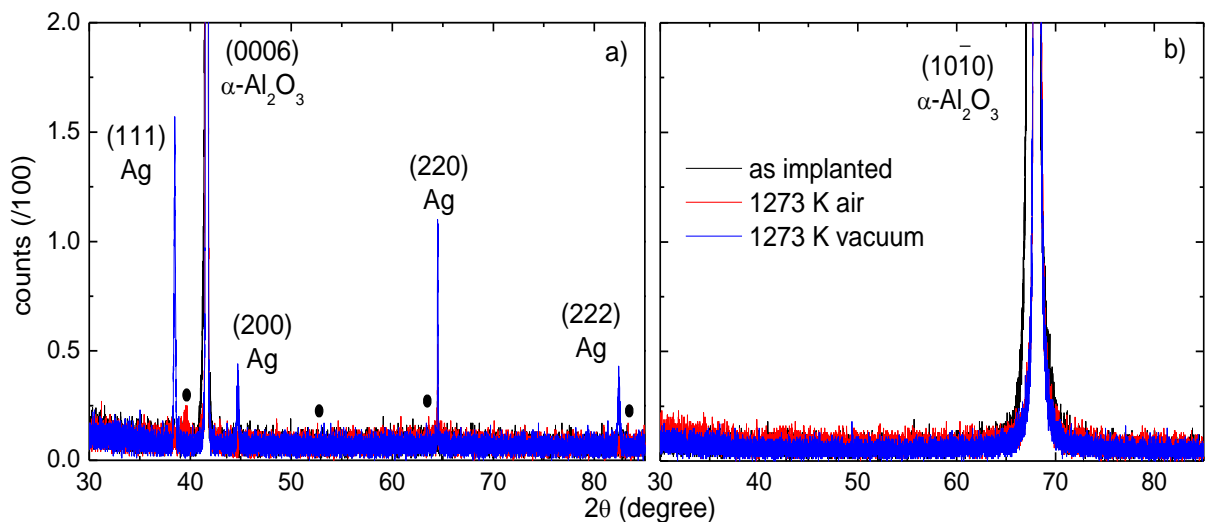 2.0
1.5
1.0
0.5
0.0
counts (/100)
a)
(0006)
α-Al₂O₃
(111)
Ag
(220)
Ag
(200)
Ag
(222)
Ag
30 40 50 60 70 80
b)
(101̄0)
α-Al₂O₃
as implanted
1273 K air
1273 K vacuum
30 40 50 60 70 80
2θ (degree)